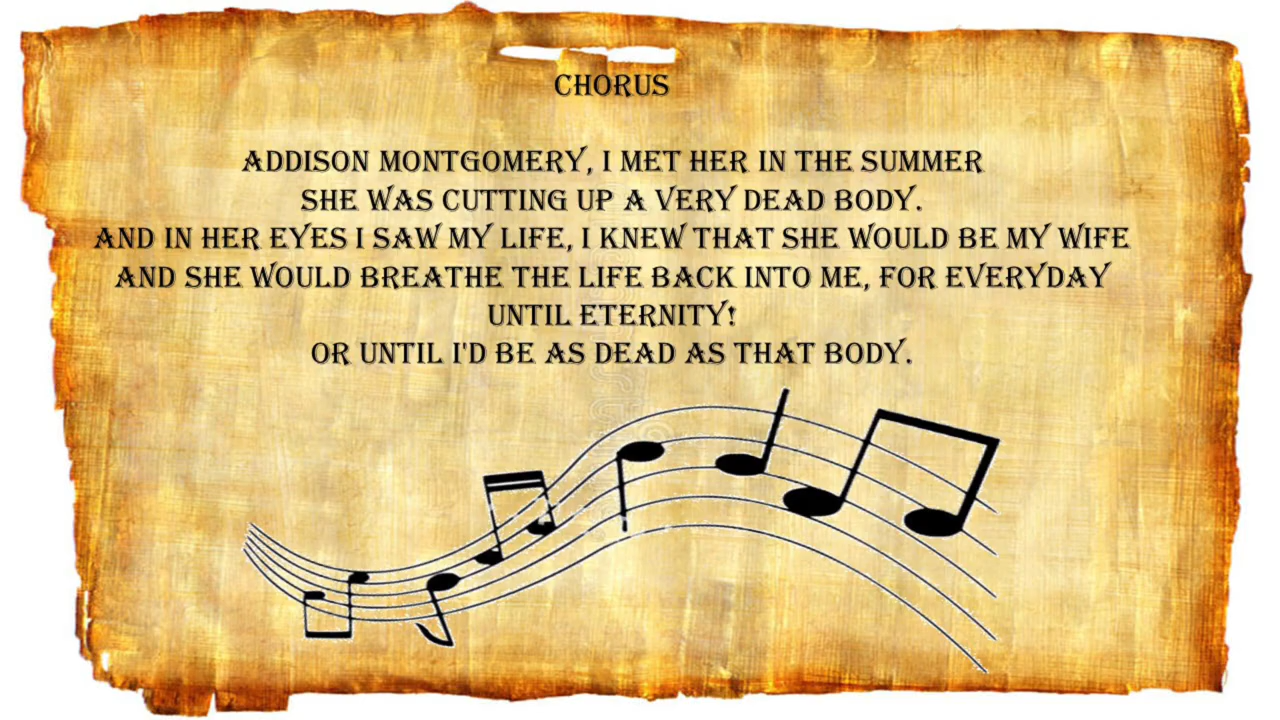 CHORUS
ADDISON MONTGOMERY, I MET HER IN THE SUMMER
SHE WAS CUTTING UP A VERY DEAD BODY.
AND IN HER EYES I SAW MY LIFE, I KNEW THAT SHE WOULD BE MY WIFE
AND SHE WOULD BREATHE THE LIFE BACK INTO ME, FOR EVERYDAY
UNTIL ETERNITY!
OR UNTIL I'D BE AS DEAD AS THAT BODY.